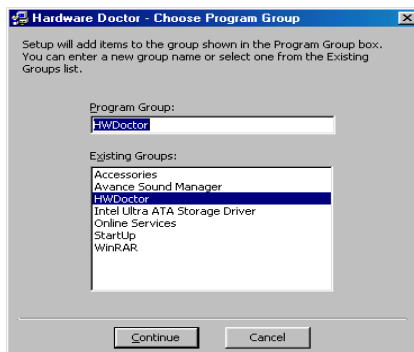 Hardware Doctor - Choose Program Group
Setup will add items to the group shown in the Program Group box.
You can enter a new group name or select one from the Existing
Groups list.
Program Group:
HWDoctor
Existing Groups:
Accessories
Avance Sound Manager
HWDoctor
Intel Ultra ATA Storage Driver
Online Services
StartUp
WinRAR
Continue
Cancel